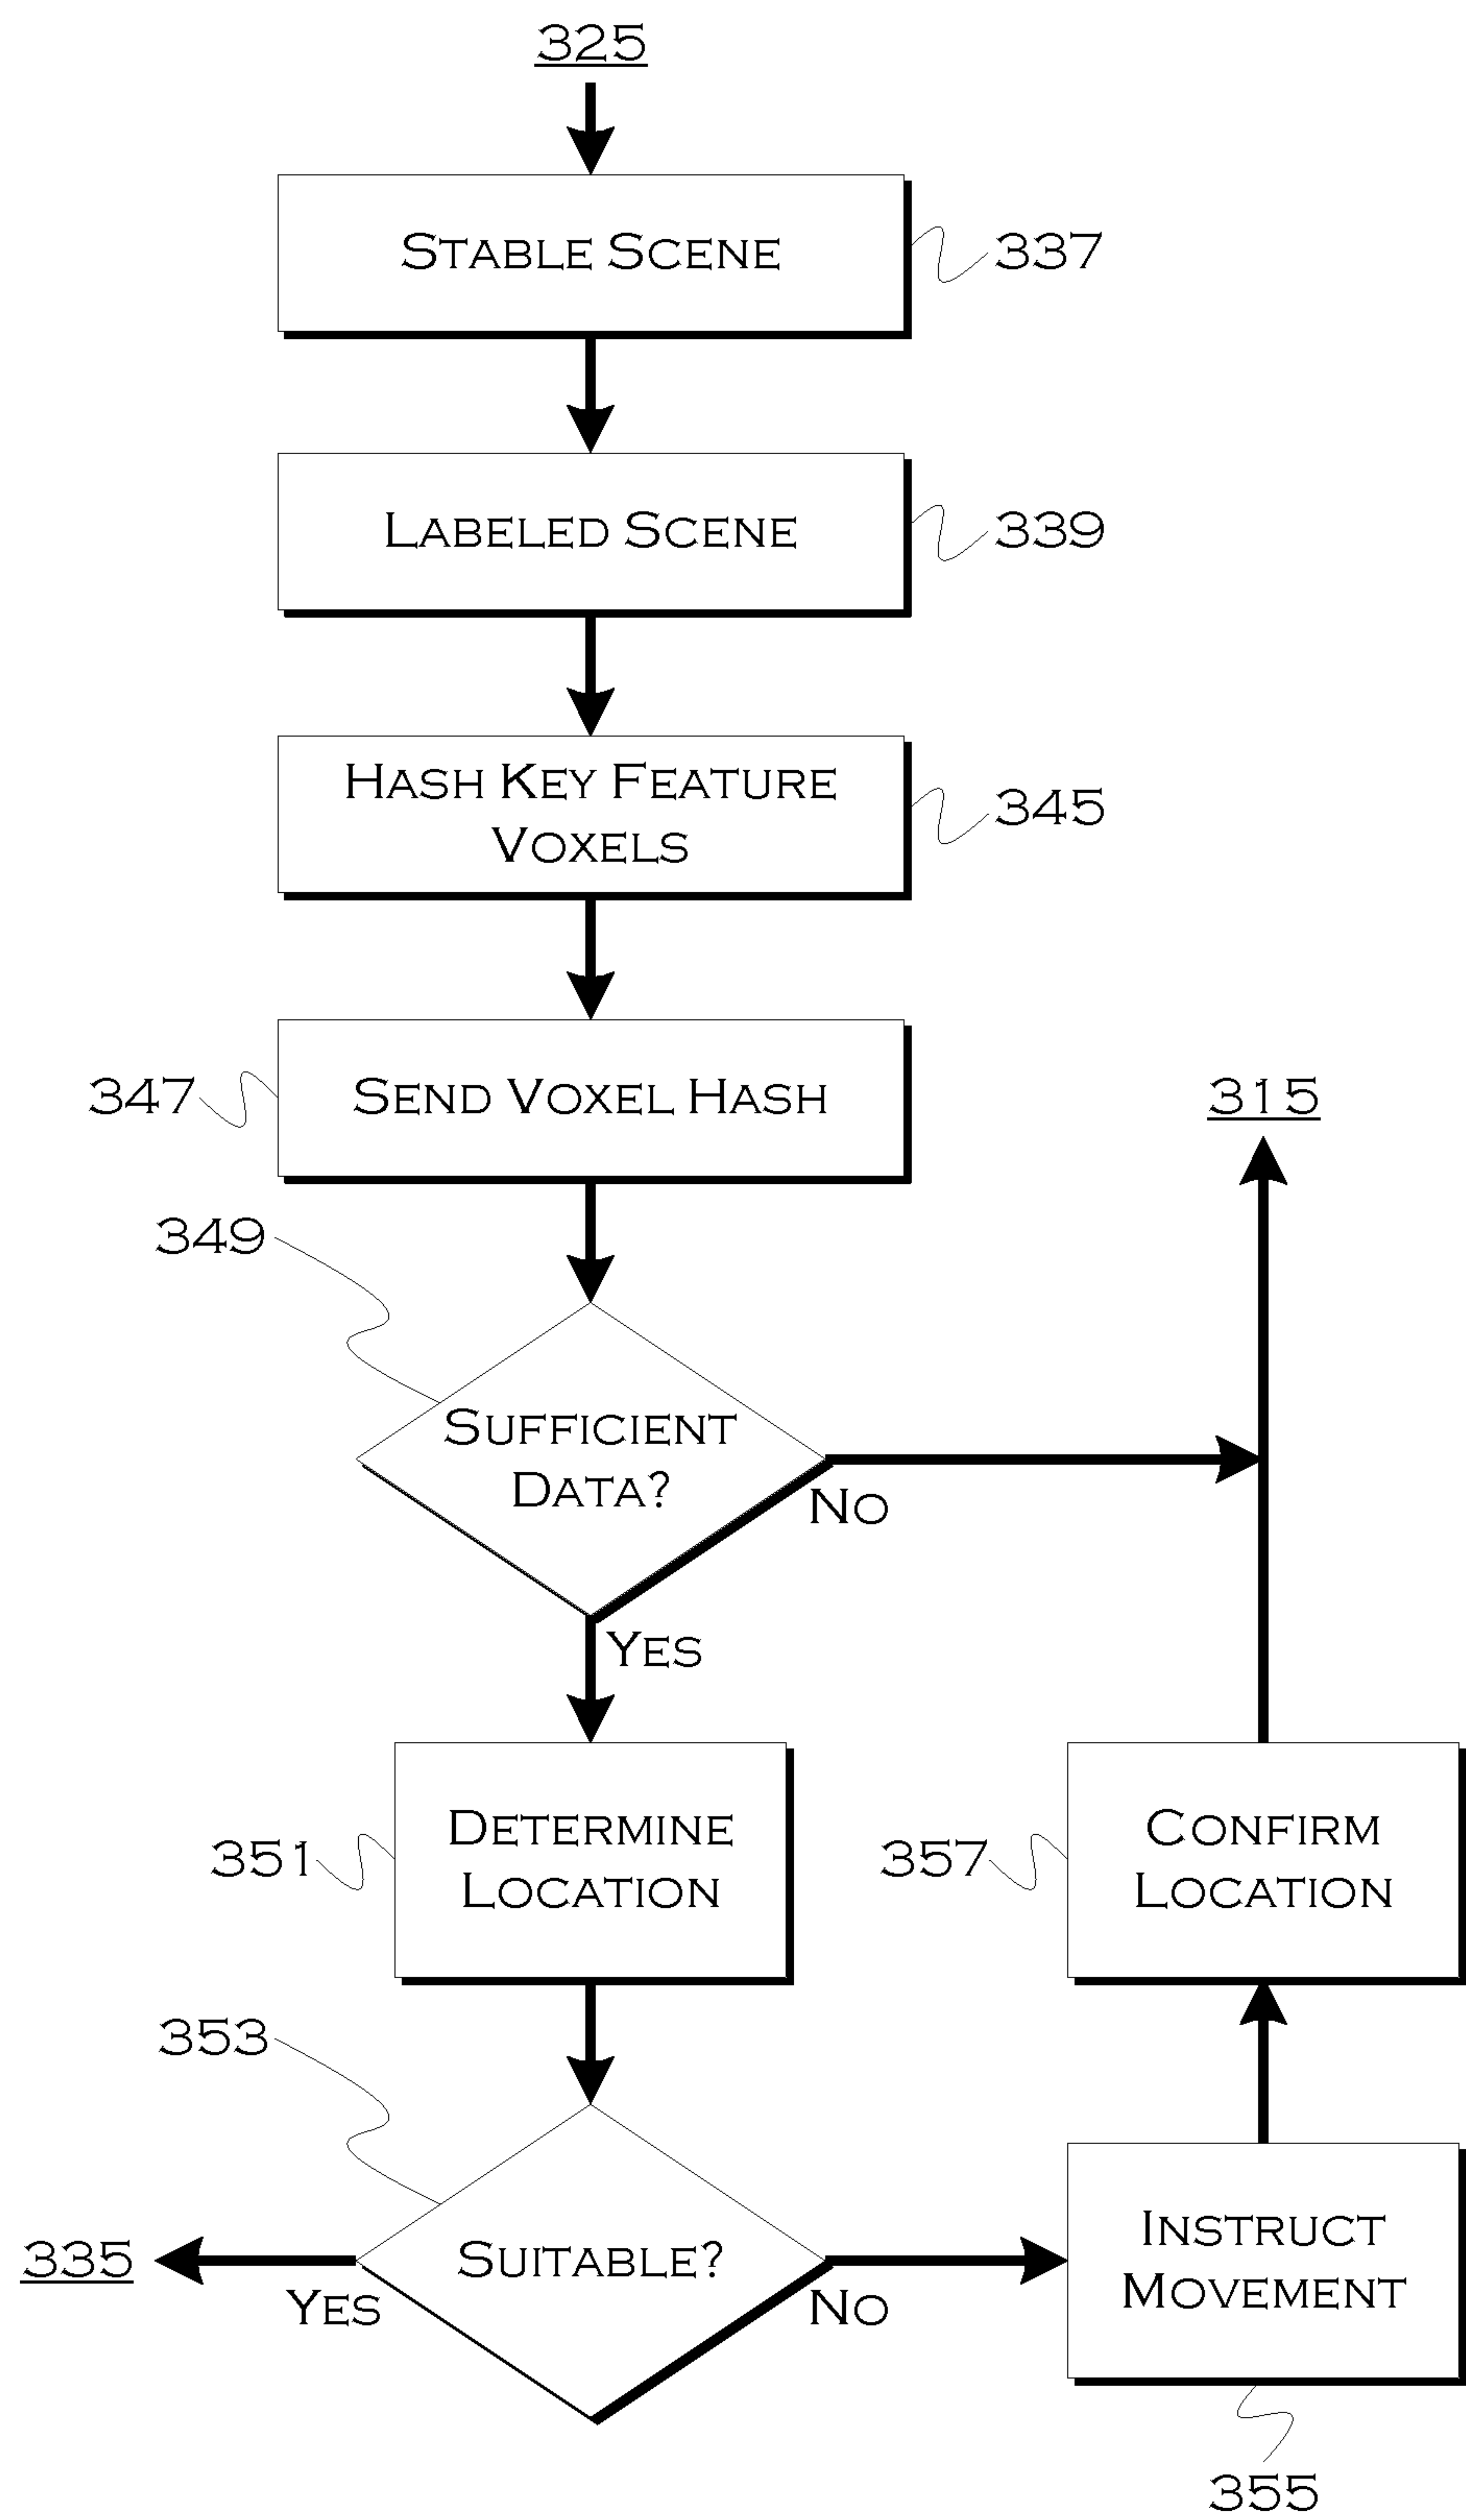 325
STABLE SCENE
337
LABELED SCENE
339
HASH KEY FEATURE
VOXELS
345
347
SEND VOXEL HASH
315
349
SUFFICIENT
DATA?
NO
YES
351
DETERMINE
LOCATION
357
CONFIRM
LOCATION
353
335
YES
SUITABLE?
NO
INSTRUCT
MOVEMENT
355